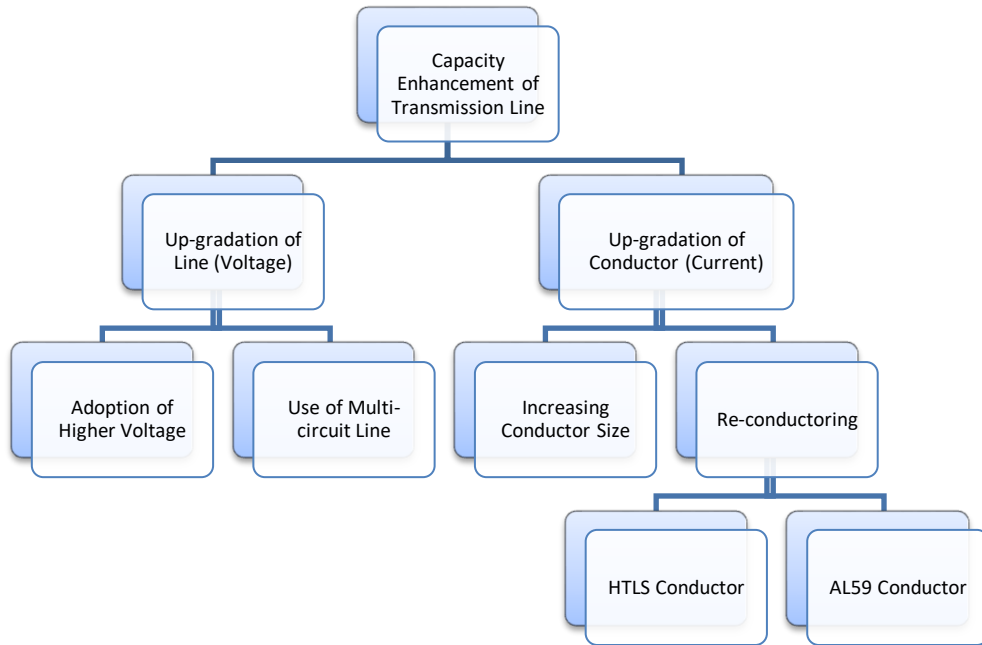 Capacity
Enhancement of
Transmission Line
Up-gradation of
Line (Voltage)
Up-gradation of
Conductor (Current)
Adoption of
Higher Voltage
Use of Multi-
circuit Line
Increasing
Conductor Size
Re-conductoring
HTLS Conductor
AL59 Conductor